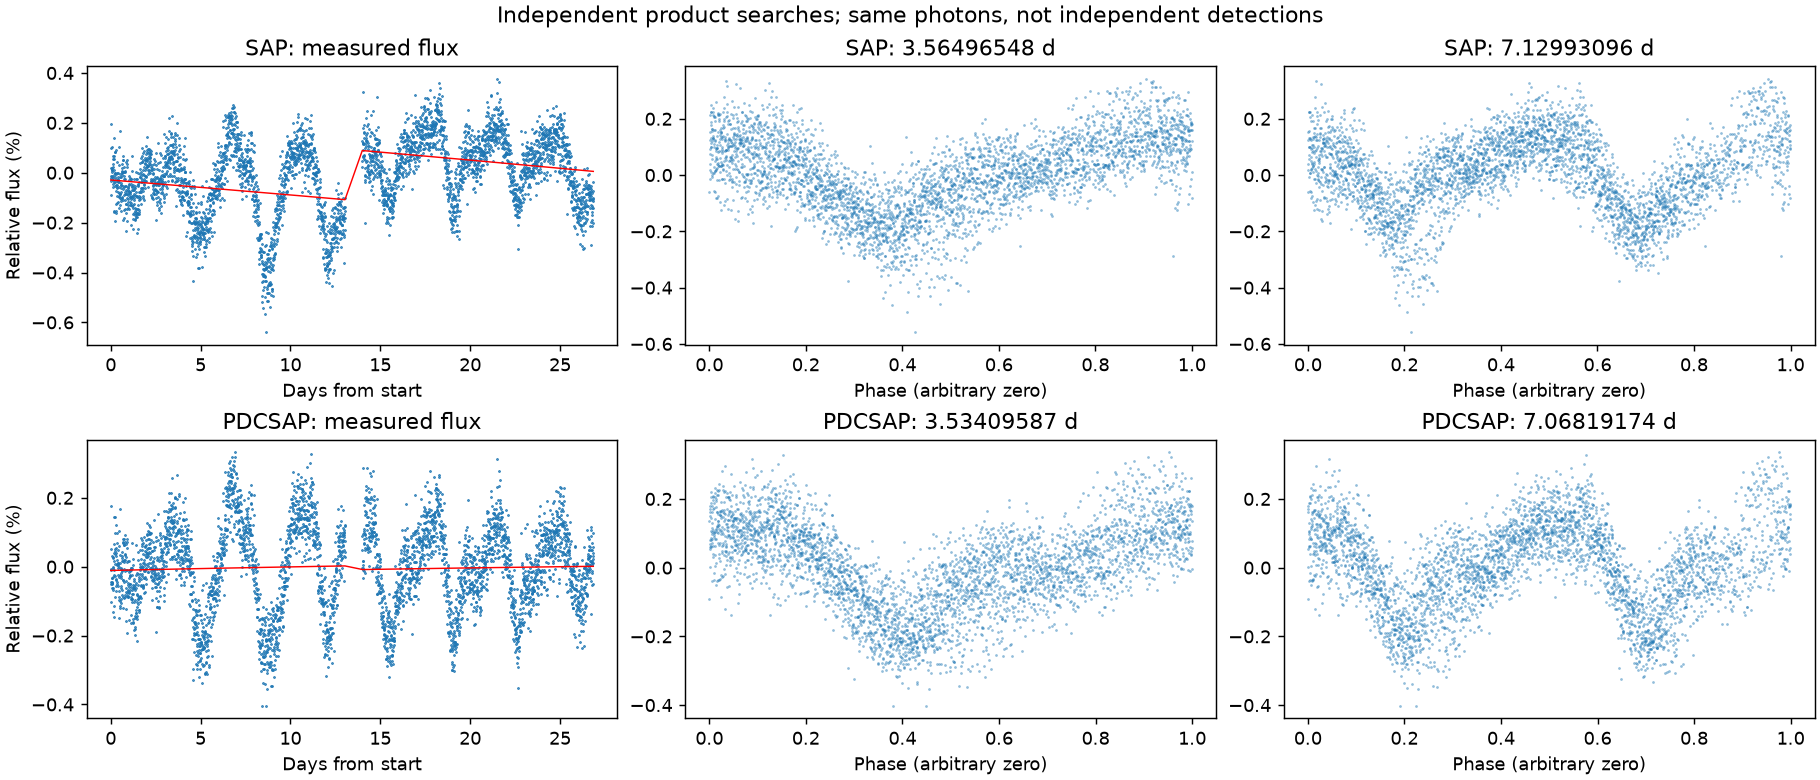 Independent product searches; same photons, not independent detections
SAP: measured flux
SAP: 3.56496548 d
SAP: 7.12993096 d
Relative flux (%)
0.4
0.2
0.0
−0.2
−0.4
−0.6
0 5 10 15 20 25
Days from start
0.2
0.0
−0.2
−0.4
−0.6
0.0 0.2 0.4 0.6 0.8 1.0
Phase (arbitrary zero)
0.2
0.0
−0.2
−0.4
−0.6
0.0 0.2 0.4 0.6 0.8 1.0
Phase (arbitrary zero)
PDCSAP: measured flux
PDCSAP: 3.53409587 d
PDCSAP: 7.06819174 d
Relative flux (%)
0.2
0.0
−0.2
−0.4
0 5 10 15 20 25
Days from start
0.2
0.0
−0.2
−0.4
0.0 0.2 0.4 0.6 0.8 1.0
Phase (arbitrary zero)
0.2
0.0
−0.2
−0.4
0.0 0.2 0.4 0.6 0.8 1.0
Phase (arbitrary zero)